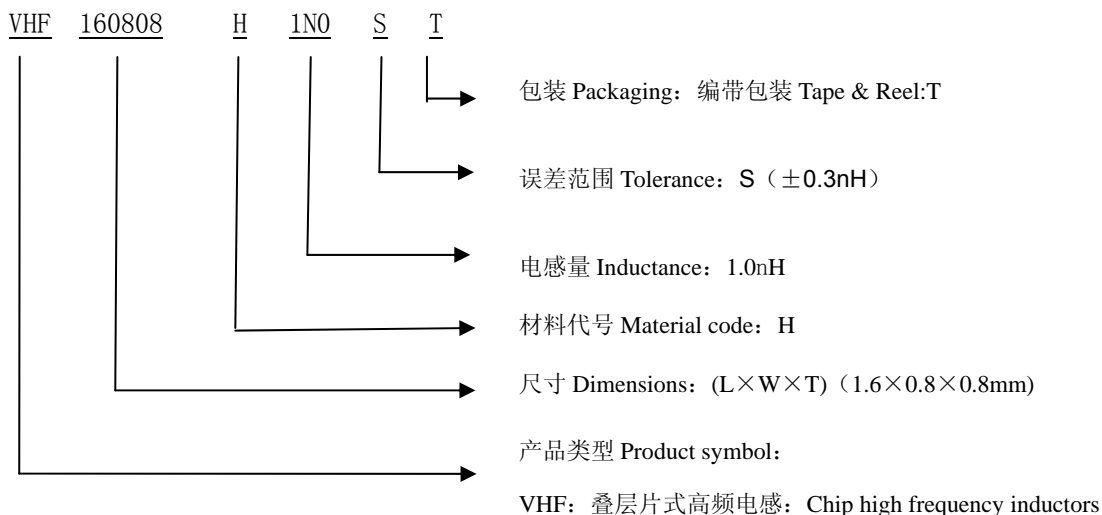 VHF 160808 H 1N0 S T
包装 Packaging：编带包装 Tape & Reel:T
误差范围 Tolerance：S（±0.3nH）
电感量 Inductance：1.0nH
材料代号 Material code：H
尺寸 Dimensions：(L×W×T)（1.6×0.8×0.8mm)
产品类型 Product symbol：
VHF：叠层片式高频电感：Chip high frequency inductors